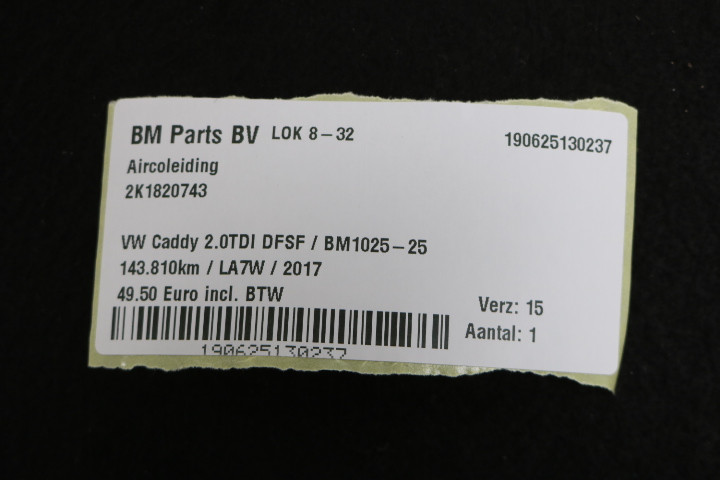 BM Parts BV LOK 8-32 190625130237
Aircoleiding
2K1820743
VW Caddy 2.0TDI DFSF / BM1025-25
143.810km / LA7W / 2017
49.50 Euro incl. BTW
Verz: 15
Aantal: 1
190625130237